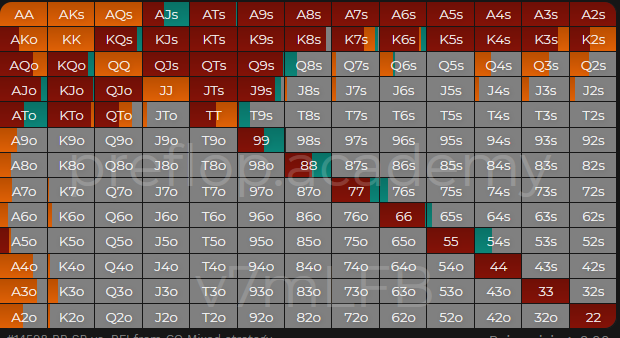 AA AKs AQs AJs ATs A9s A8s A7s A6s A5s A4s A3s A2s
AKo KK KQs KJs KTs K9s K8s K7s K6s K5s K4s K3s K2s
AQo KQo QQ QJs QTs Q9s Q8s Q7s Q6s Q5s Q4s Q3s Q2s
AJo KJo QJo JJ JTs J9s J8s J7s J6s J5s J4s J3s J2s
ATo KTo QTo JTo TT T9s T8s T7s T6s T5s T4s T3s T2s
A9o K9o Q9o J9o T9o 99 98s 97s 96s 95s 94s 93s 92s
A8o K8o Q8o J8o T8o 98o 88 87s 86s 85s 84s 83s 82s
preflop.academy
A7o K7o Q7o J7o T7o 97o 87o 77 76s 75s 74s 73s 72s
A6o K6o Q6o J6o T6o 96o 86o 76o 66 65s 64s 63s 62s
A5o K5o Q5o J5o T5o 95o 85o 75o 65o 55 54s 53s 52s
A4o K4o Q4o J4o T4o 94o 84o 74o 64o 54o 44 43s 42s
v7mLFB
A3o K3o Q3o J3o T3o 93o 83o 73o 63o 53o 43o 33 32s
A2o K2o Q2o J2o T2o 92o 82o 72o 62o 52o 42o 32o 22